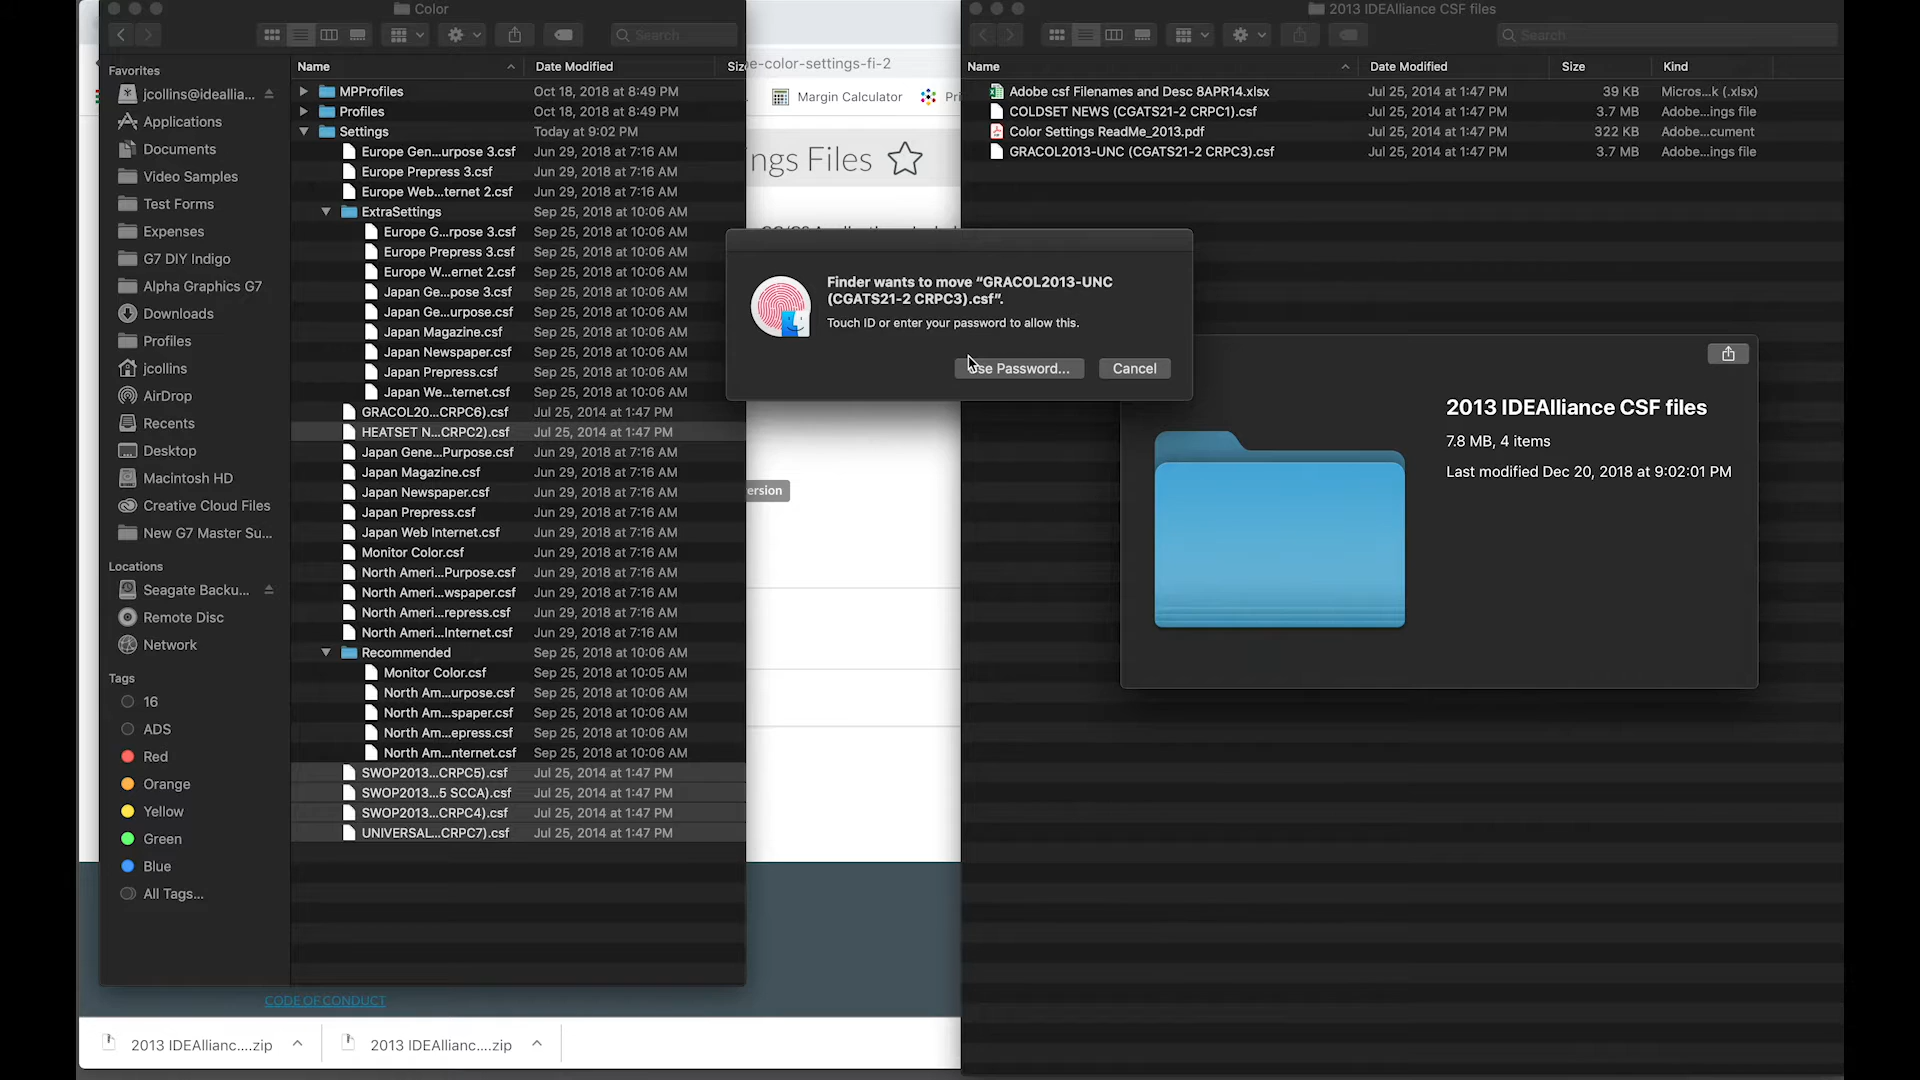 Color
Search
Favorites
jcollins@ideallia...
Applications
Documents
Video Samples
Test Forms
Expenses
G7 DIY Indigo
Alpha Graphics G7
Downloads
Profiles
jcollins
AirDrop
Recents
Desktop
Macintosh HD
Creative Cloud Files
New G7 Master Su...
Locations
Seagate Backu...
Remote Disc
Network
Tags
16
ADS
Red
Orange
Yellow
Green
Blue
All Tags...
Name Date Modified
MPProfiles Oct 18, 2018 at 8:49 PM
Profiles Oct 18, 2018 at 8:49 PM
Settings Today at 9:02 PM
Europe Gen...urpose 3.csf Jun 29, 2018 at 7:16 AM
Europe Prepress 3.csf Jun 29, 2018 at 7:16 AM
Europe Web...ternet 2.csf Jun 29, 2018 at 7:16 AM
ExtraSettings Sep 25, 2018 at 10:06 AM
Europe G...rpose 3.csf Sep 25, 2018 at 10:06 AM
Europe Prepress 3.csf Sep 25, 2018 at 10:06 AM
Europe W...ernet 2.csf Sep 25, 2018 at 10:06 AM
Japan Ge...pose 3.csf Sep 25, 2018 at 10:06 AM
Japan Ge...urpose.csf Sep 25, 2018 at 10:06 AM
Japan Magazine.csf Sep 25, 2018 at 10:06 AM
Japan Newspaper.csf Sep 25, 2018 at 10:06 AM
Japan Prepress.csf Sep 25, 2018 at 10:06 AM
Japan We...ternet.csf Sep 25, 2018 at 10:06 AM
GRACOL20...CRPC6).csf Jul 25, 2014 at 1:47 PM
HEATSET N...CRPC2).csf Jul 25, 2014 at 1:47 PM
Japan Gene...Purpose.csf Jun 29, 2018 at 7:16 AM
Japan Magazine.csf Jun 29, 2018 at 7:16 AM
Japan Newspaper.csf Jun 29, 2018 at 7:16 AM
Japan Prepress.csf Jun 29, 2018 at 7:16 AM
Japan Web Internet.csf Jun 29, 2018 at 7:16 AM
Monitor Color.csf Jun 29, 2018 at 7:16 AM
North Ameri...Purpose.csf Jun 29, 2018 at 7:16 AM
North Ameri...wspaper.csf Jun 29, 2018 at 7:16 AM
North Ameri...repress.csf Jun 29, 2018 at 7:16 AM
North Ameri...Internet.csf Jun 29, 2018 at 7:16 AM
Recommended Sep 25, 2018 at 10:06 AM
Monitor Color.csf Sep 25, 2018 at 10:05 AM
North Am...urpose.csf Sep 25, 2018 at 10:06 AM
North Am...spaper.csf Sep 25, 2018 at 10:06 AM
North Am...epress.csf Sep 25, 2018 at 10:06 AM
North Am...nternet.csf Sep 25, 2018 at 10:06 AM
SWOP2013...CRPC5).csf Jul 25, 2014 at 1:47 PM
SWOP2013...5 SCCA).csf Jul 25, 2014 at 1:47 PM
SWOP2013...CRPC4).csf Jul 25, 2014 at 1:47 PM
UNIVERSAL...CRPC7).csf Jul 25, 2014 at 1:47 PM
e-color-settings-fi-2
Margin Calculator
ngs Files
ersion
CODE OF CONDUCT
2013 IDEAllianc....zip
2013 IDEAllianc....zip
Finder wants to move “GRACOL2013-UNC
(CGATS21-2 CRPC3).csf”.
Touch ID or enter your password to allow this.
Password...
Cancel
2013 IDEAlliance CSF files
Search
Name Date Modified Size Kind
Adobe csf Filenames and Desc 8APR14.xlsx Jul 25, 2014 at 1:47 PM 39 KB Micros...k (.xlsx)
COLDSET NEWS (CGATS21-2 CRPC1).csf Jul 25, 2014 at 1:47 PM 3.7 MB Adobe...ings file
Color Settings ReadMe_2013.pdf Jul 25, 2014 at 1:47 PM 322 KB Adobe...cument
GRACOL2013-UNC (CGATS21-2 CRPC3).csf Jul 25, 2014 at 1:47 PM 3.7 MB Adobe...ings file
2013 IDEAlliance CSF files
7.8 MB, 4 items
Last modified Dec 20, 2018 at 9:02:01 PM